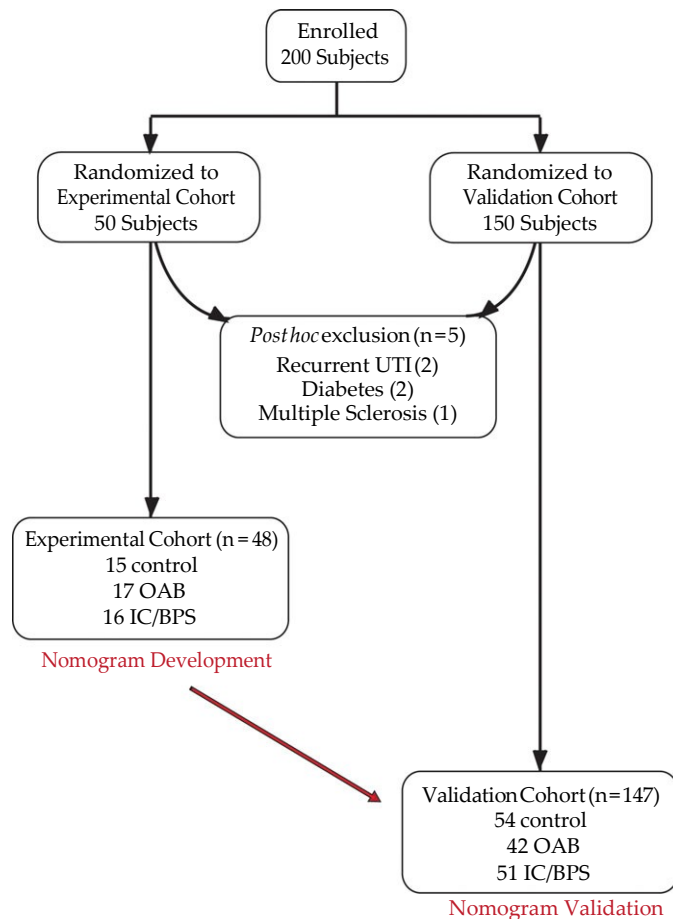 Enrolled
200 Subjects
Randomized to
Experimental Cohort
50 Subjects
Randomized to
Validation Cohort
150 Subjects
Post hoc exclusion (n=5)
Recurrent UTI (2)
Diabetes (2)
Multiple Sclerosis (1)
Experimental Cohort (n = 48)
15 control
17 OAB
16 IC/BPS
Nomogram Development
Validation Cohort (n=147)
54 control
42 OAB
51 IC/BPS
Nomogram Validation